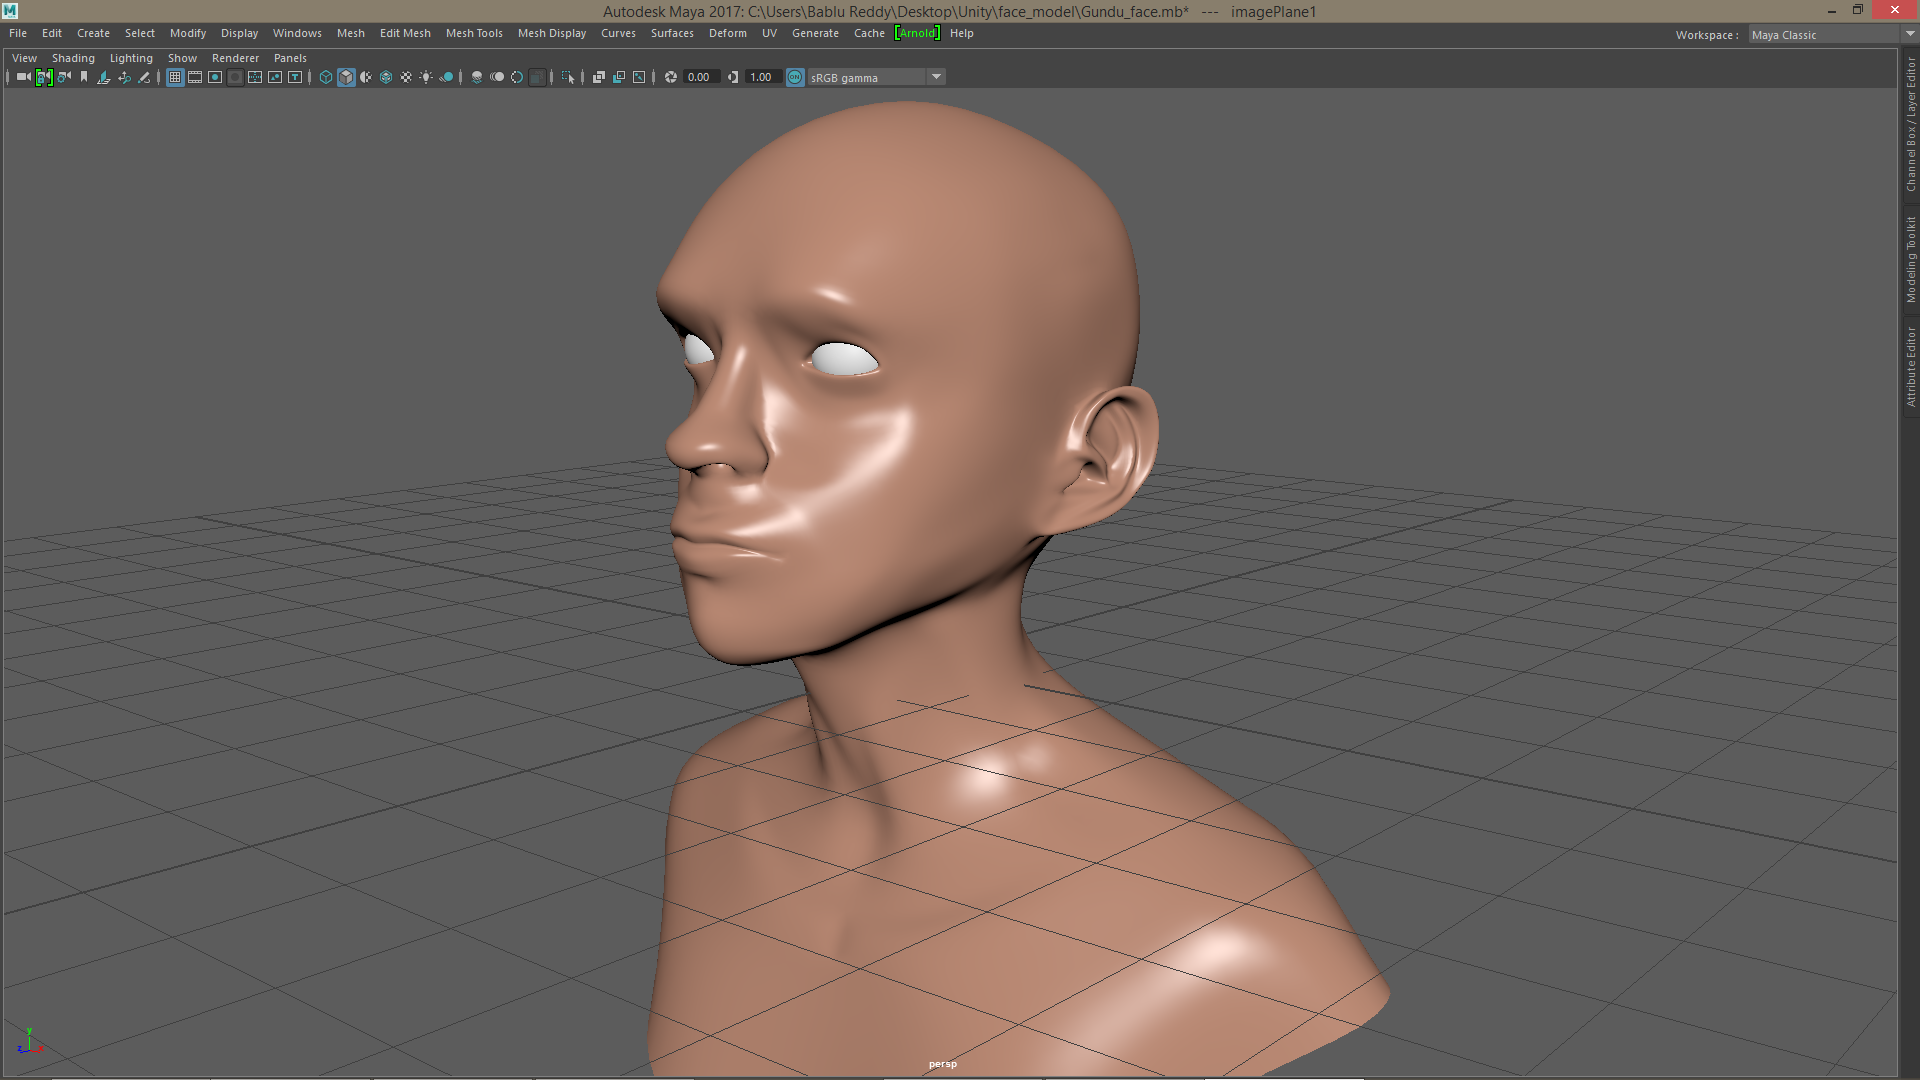 Autodesk Maya 2017: C:\Users\Bablu Reddy\Desktop\Unity\face_model\Gundu_face.mb*   ---   imagePlane1
File Edit Create Select Modify Display Windows Mesh Edit Mesh Mesh Tools Mesh Display Curves Surfaces Deform UV Generate Cache [Arnold] Help
Workspace : Maya Classic
View Shading Lighting Show Renderer Panels
0.00 1.00 ON sRGB gamma
Channel Box / Layer Editor
Modeling Toolkit
Attribute Editor
y
z x
persp